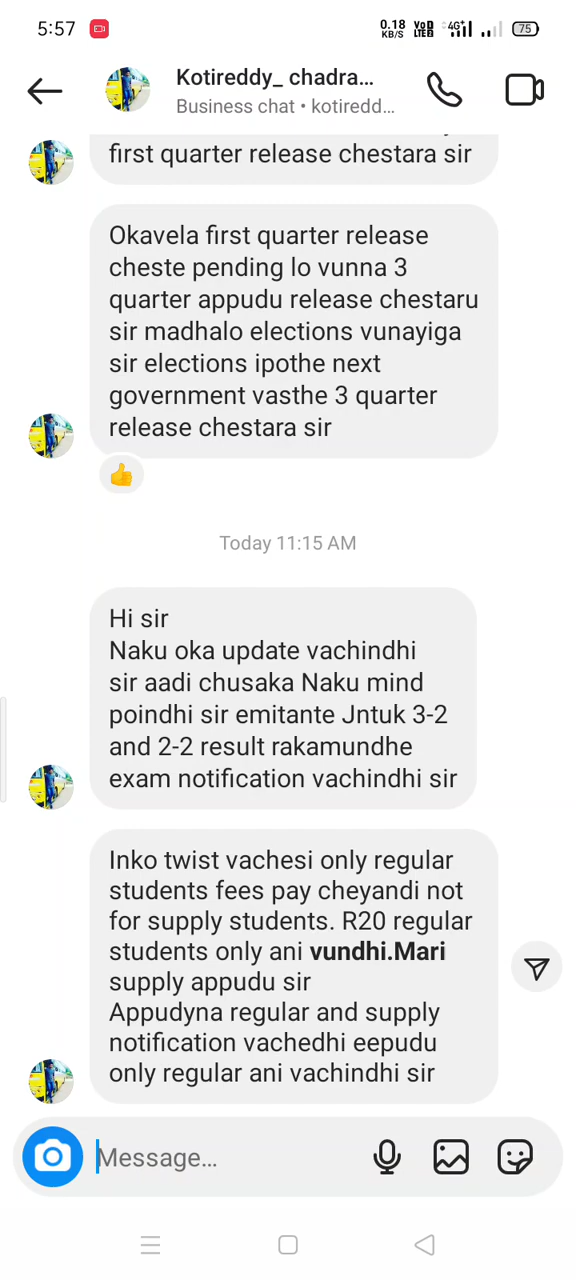 5:57
0.18 KB/S VoD LTE2 4G+ 75
Kotireddy_ chadra...
Business chat • kotiredd...
first quarter release chestara sir
Okavela first quarter release
cheste pending lo vunna 3
quarter appudu release chestaru
sir madhalo elections vunayiga
sir elections ipothe next
government vasthe 3 quarter
release chestara sir
Today 11:15 AM
Hi sir
Naku oka update vachindhi
sir aadi chusaka Naku mind
poindhi sir emitante Jntuk 3-2
and 2-2 result rakamundhe
exam notification vachindhi sir
Inko twist vachesi only regular
students fees pay cheyandi not
for supply students. R20 regular
students only ani vundhi.Mari
supply appudu sir
Appudyna regular and supply
notification vachedhi eepudu
only regular ani vachindhi sir
Message...